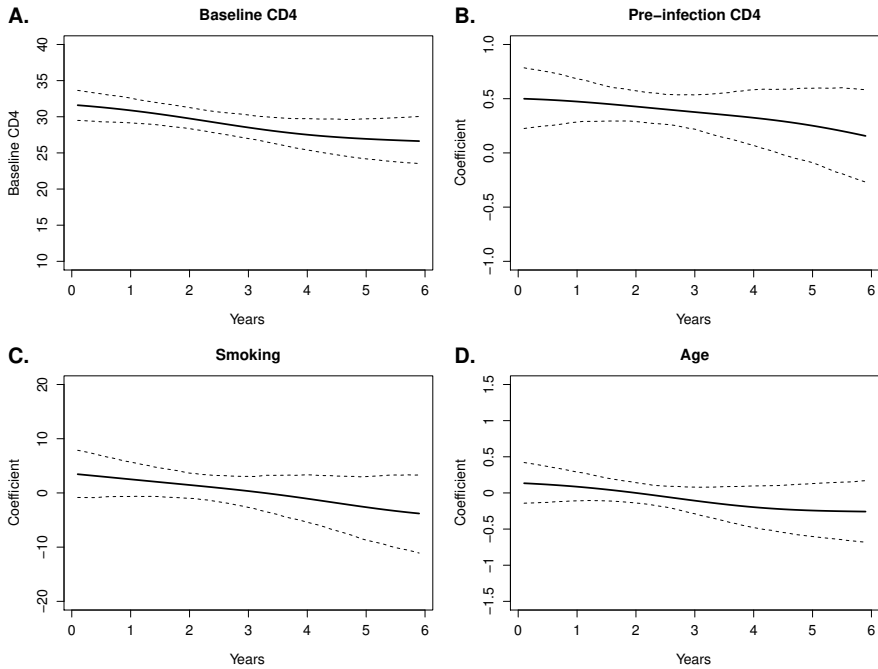 A.
Baseline CD4
Baseline CD4
10
15
20
25
30
35
40
0 1 2 3 4 5 6
Years
B.
Pre−infection CD4
Coefficient
−1.0
−0.5
0.0
0.5
1.0
0 1 2 3 4 5 6
Years
C.
Smoking
Coefficient
−20
−10
0
10
20
0 1 2 3 4 5 6
Years
D.
Age
Coefficient
−1.5
−1
−0.5
0
0.5
1
1.5
0 1 2 3 4 5 6
Years